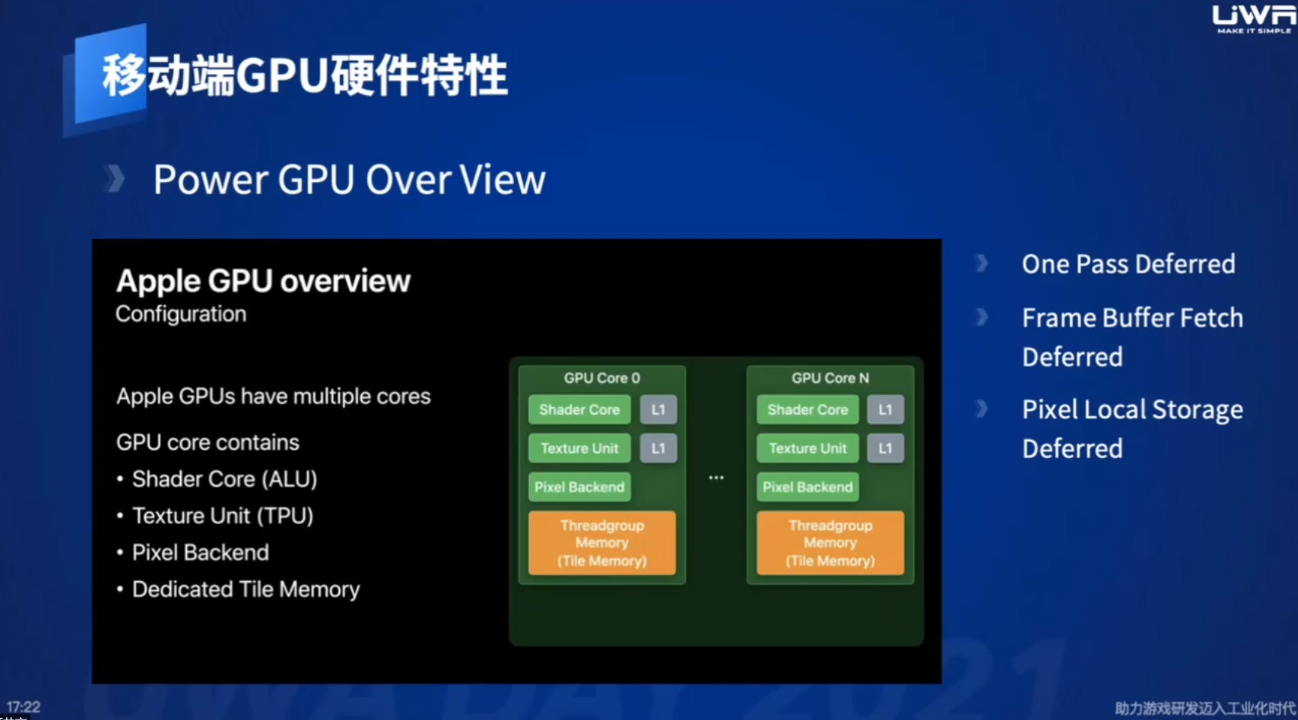 UWA
MAKE IT SIMPLE
移动端GPU硬件特性
Power GPU Over View
Apple GPU overview
Configuration
Apple GPUs have multiple cores
GPU core contains
• Shader Core (ALU)
• Texture Unit (TPU)
• Pixel Backend
• Dedicated Tile Memory
GPU Core 0
Shader Core L1
Texture Unit L1
Pixel Backend
Threadgroup
Memory
(Tile Memory)
...
GPU Core N
Shader Core L1
Texture Unit L1
Pixel Backend
Threadgroup
Memory
(Tile Memory)
One Pass Deferred
Frame Buffer Fetch
Deferred
Pixel Local Storage
Deferred
UWA DAY 2021
17:22
助力游戏研发迈入工业化时代